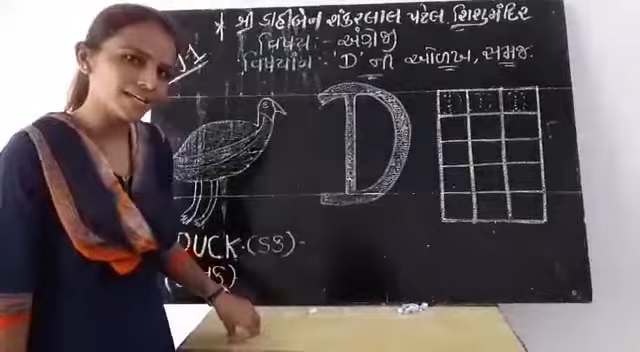 * શ્રી ડાહીબેન શંકરલાલ પટેલ, શિશુમંદિર
વિષય :- અંગ્રેજી
વિષયાંગ :- D ની ઓળખ, સમજ.
D
DUCK.(ડક)-